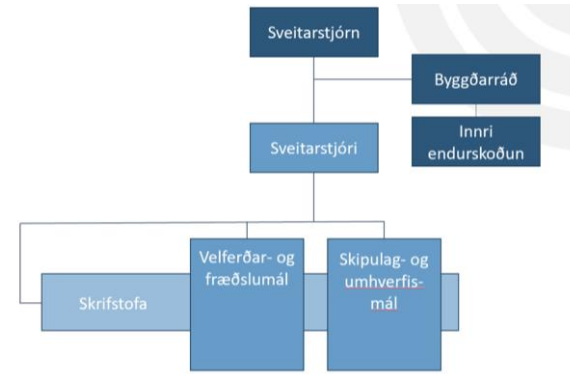 Sveitarstjórn
Byggðarráð
Innri
endurskoðun
Sveitarstjóri
Velferðar- og
fræðslumál
Skipulag- og
umhverfis-
mál
Skrifstofa